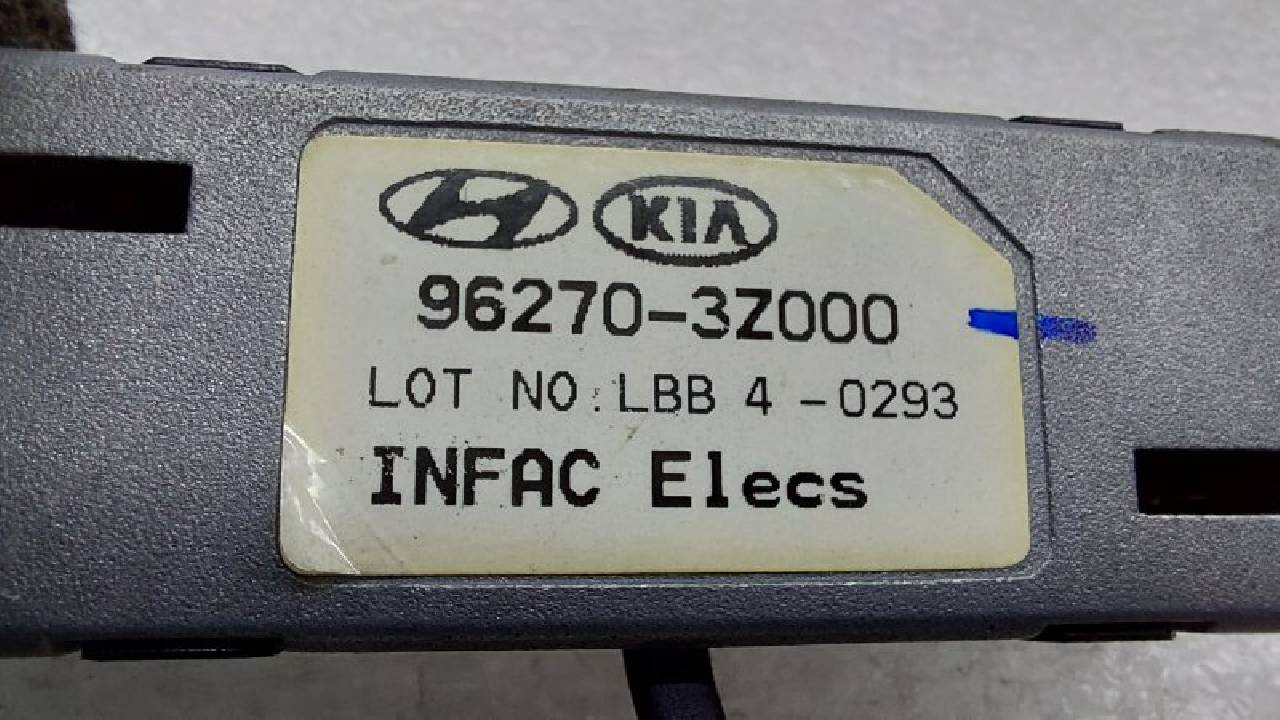 KIA
96270-3Z000
LOT NO:LBB 4 -0293
INFAC Elecs